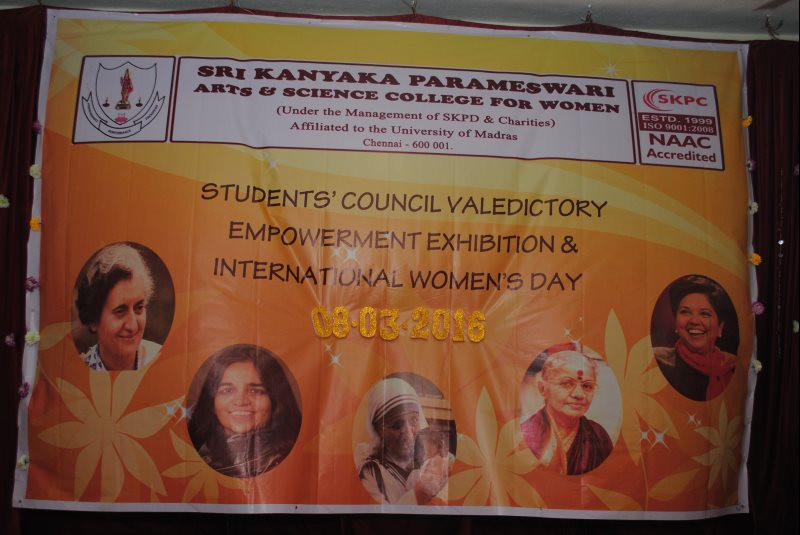 SRI KANYAKA PARAMESWARI
ARTS & SCIENCE COLLEGE FOR WOMEN
(Under the Management of SKPD & Charities)
Affiliated to the University of Madras
Chennai - 600 001.
SKPC
ESTD. 1999
ISO 9001:2008
NAAC
Accredited
STUDENTS' COUNCIL VALEDICTORY
EMPOWERMENT EXHIBITION &
INTERNATIONAL WOMEN'S DAY
08-03-2016